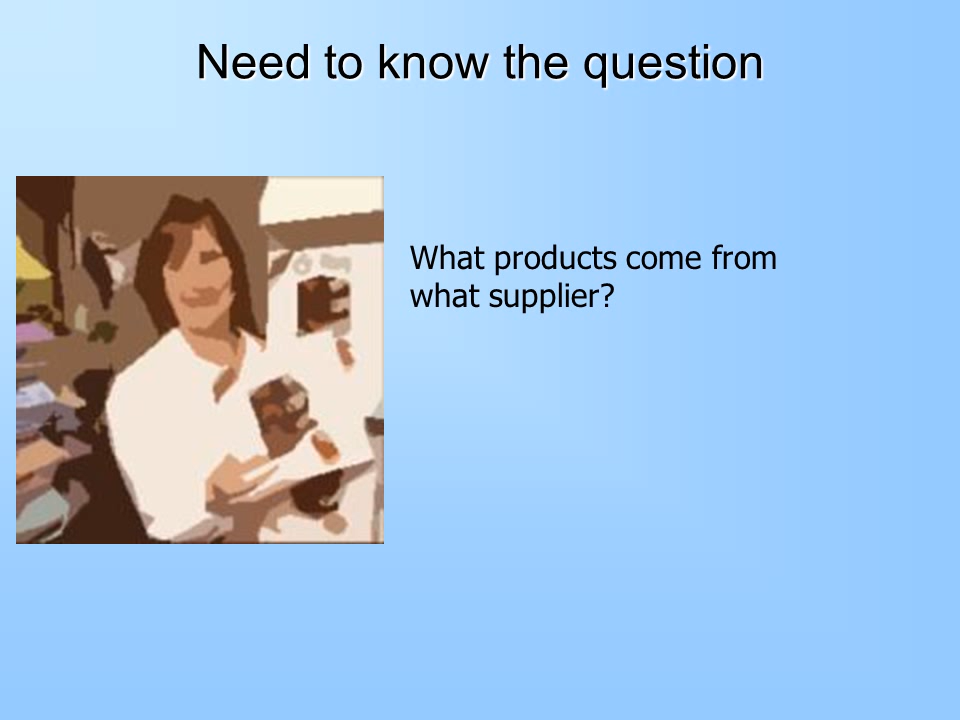 Need to know the question
What products come from
what supplier?